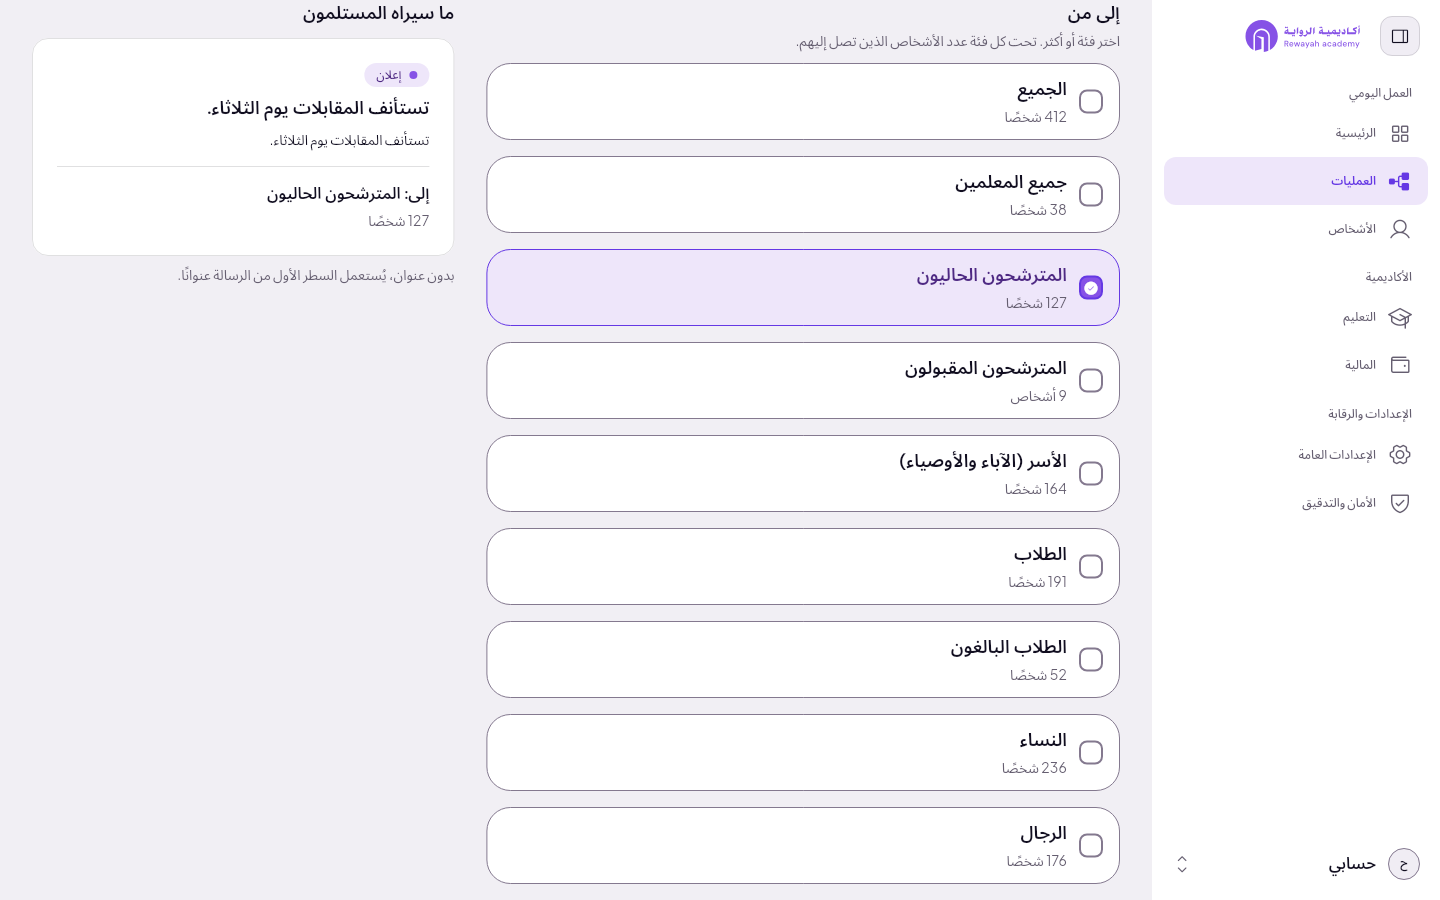 أكاديمية الرواية
Rewayah academy
العمل اليومي
الرئيسية
العمليات
الأشخاص
الأكاديمية
التعليم
المالية
الإعدادات والرقابة
الإعدادات العامة
الأمان والتدقيق
ح
حسابي
إلى من
اختر فئة أو أكثر. تحت كل فئة عدد الأشخاص الذين تصل إليهم.
الجميع
412 شخصًا
جميع المعلمين
38 شخصًا
المترشحون الحاليون
127 شخصًا
المترشحون المقبولون
9 أشخاص
الأسر (الآباء والأوصياء)
164 شخصًا
الطلاب
191 شخصًا
الطلاب البالغون
52 شخصًا
النساء
236 شخصًا
الرجال
176 شخصًا
ما سيراه المستلمون
إعلان
تستأنف المقابلات يوم الثلاثاء.
تستأنف المقابلات يوم الثلاثاء.
إلى: المترشحون الحاليون
127 شخصًا
بدون عنوان، يُستعمل السطر الأول من الرسالة عنوانًا.